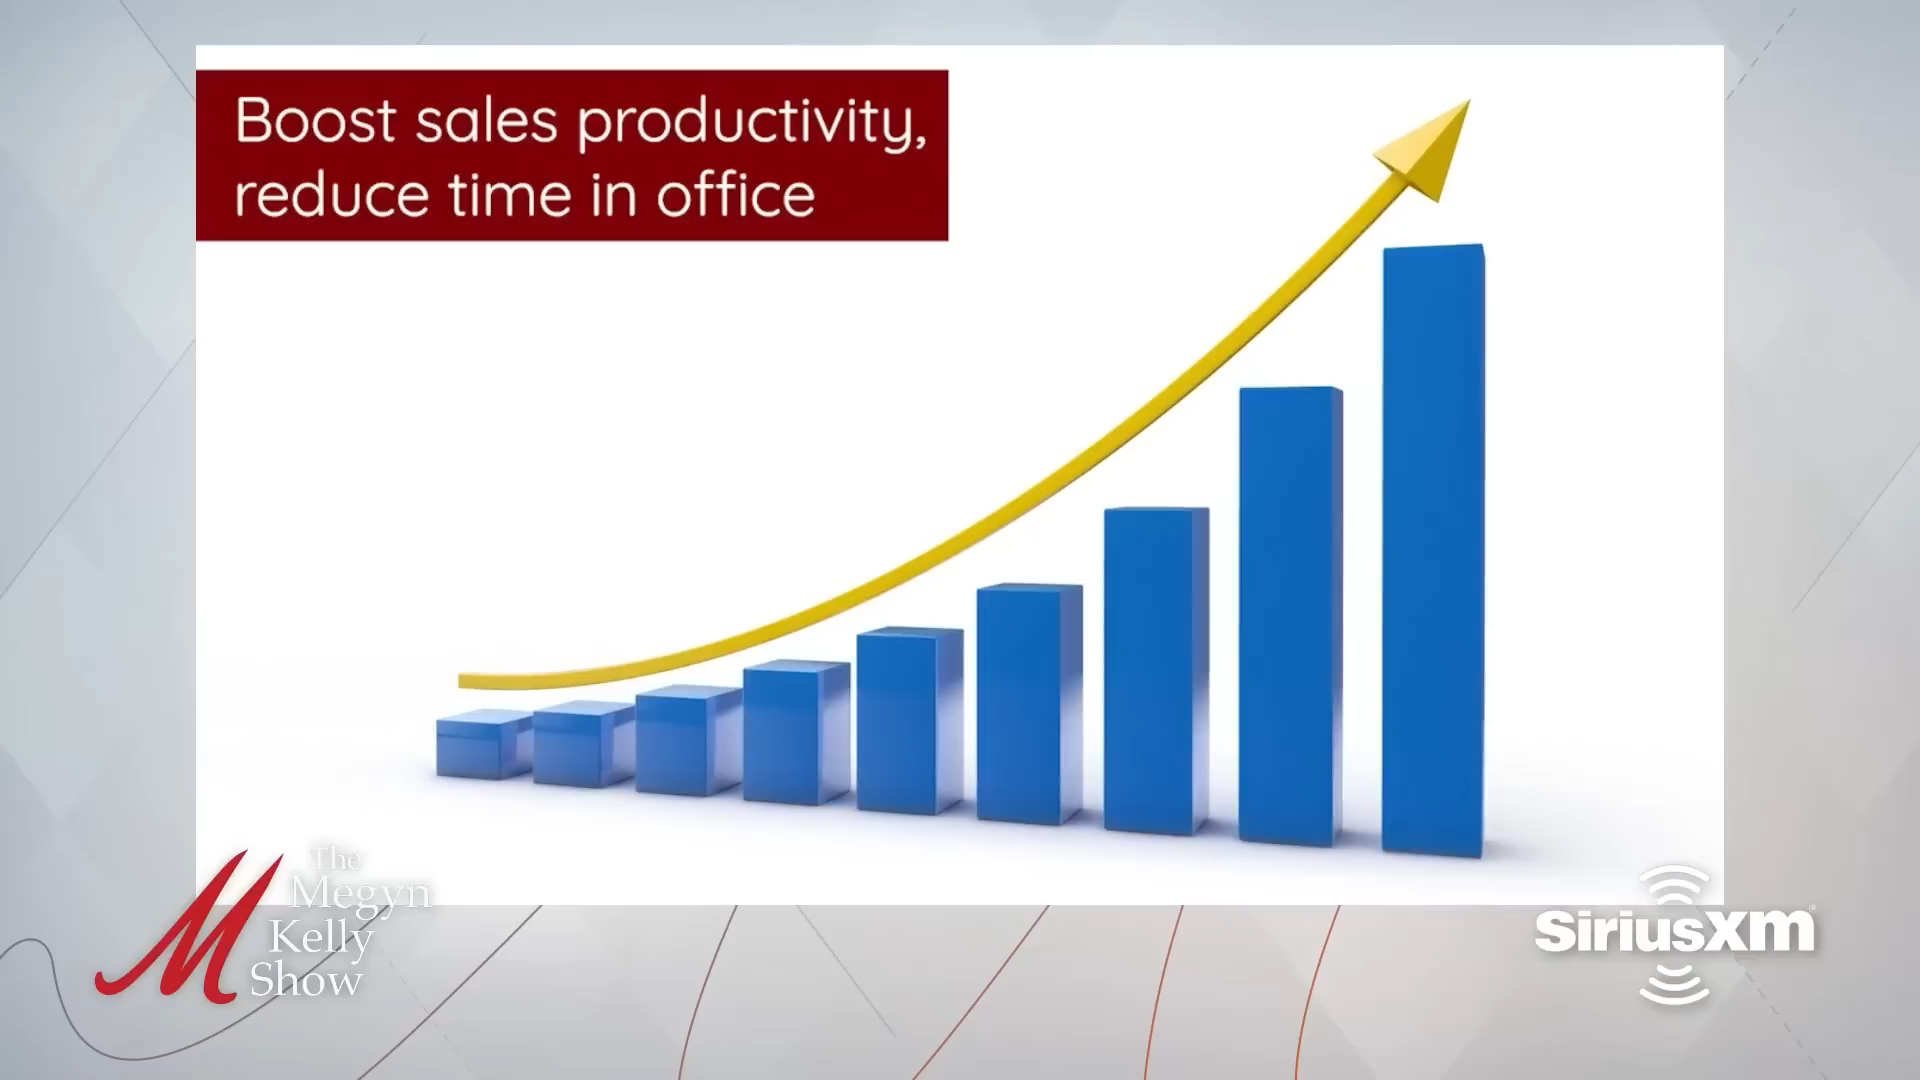 Boost sales productivity,
reduce time in office
The
Megyn
Kelly
Show
SiriusXM®